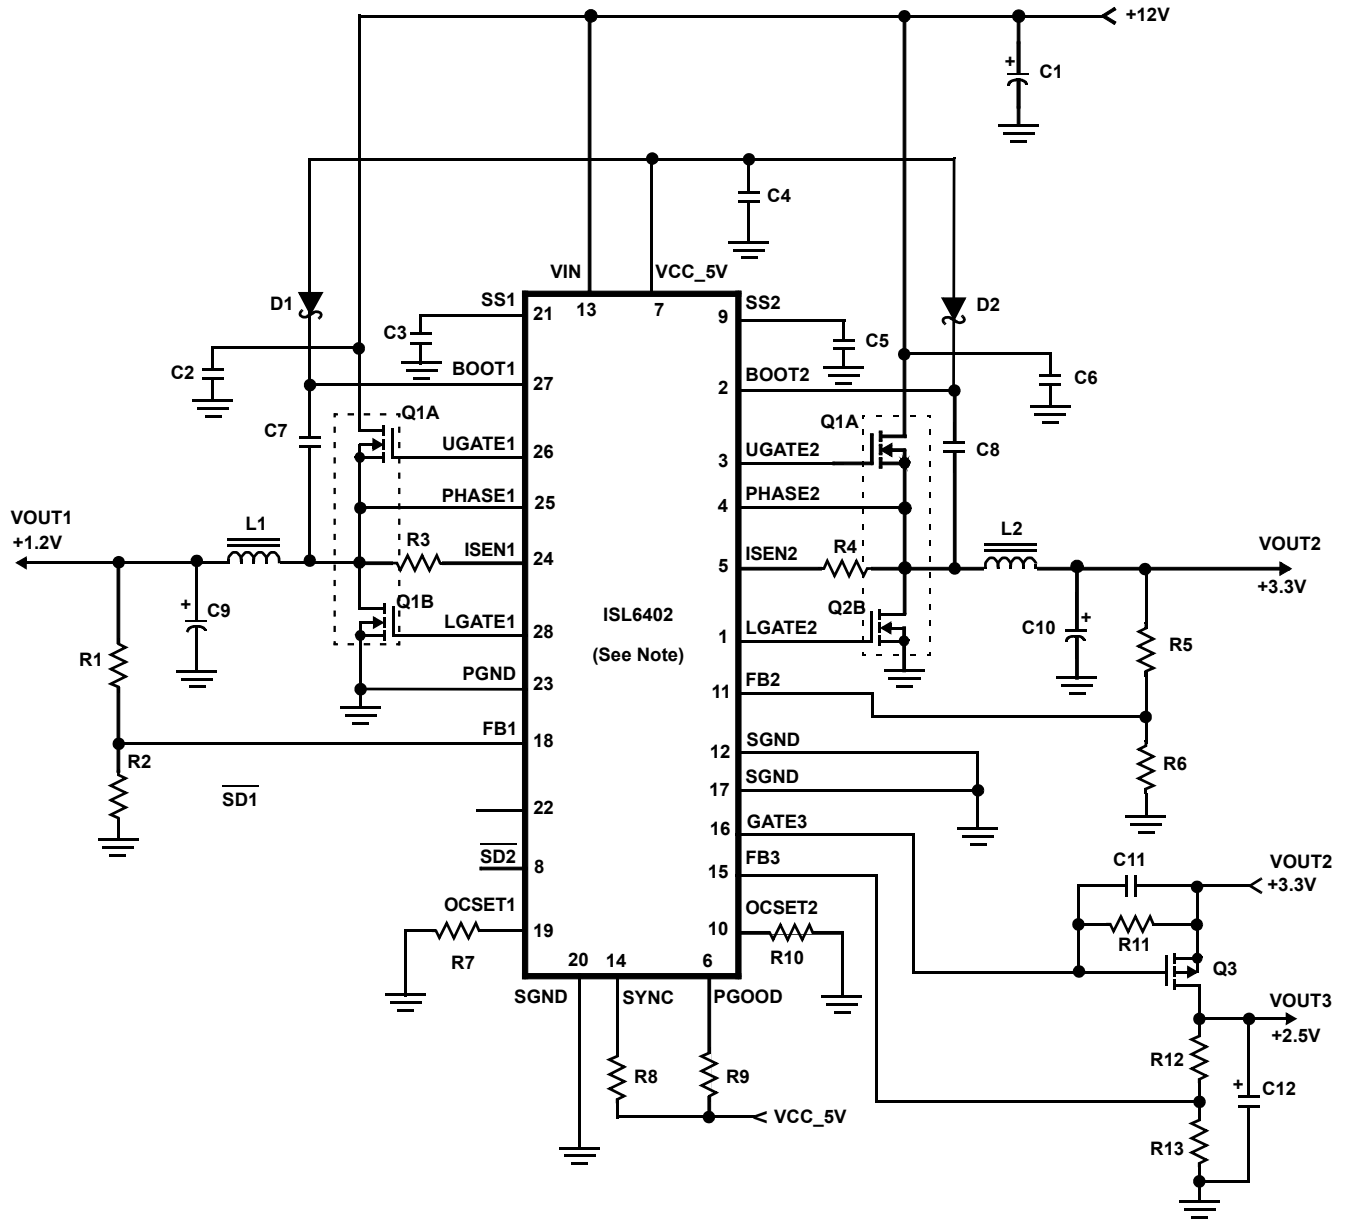 +12V
+
C1
C4
VIN
VCC_5V
D1
SS1
21
13
7
9
SS2
D2
C3
C5
C2
BOOT1
27
2
BOOT2
C6
Q1A
Q1A
C7
UGATE1
26
3
UGATE2
C8
PHASE1
25
4
PHASE2
VOUT1
+1.2V
L1
R3
ISEN1
24
5
ISEN2
R4
L2
VOUT2
+3.3V
+
C9
Q1B
LGATE1
28
ISL6402
(See Note)
1
LGATE2
Q2B
C10
+
R5
R1
PGND
23
11
FB2
FB1
18
12
SGND
R2
17
SGND
R6
SD1
22
16
GATE3
SD2
8
15
FB3
C11
VOUT2
+3.3V
OCSET1
19
10
OCSET2
R11
R7
R10
20
14
6
Q3
SGND
SYNC
PGOOD
VOUT3
+2.5V
R8
R9
R12
+
C12
VCC_5V
R13